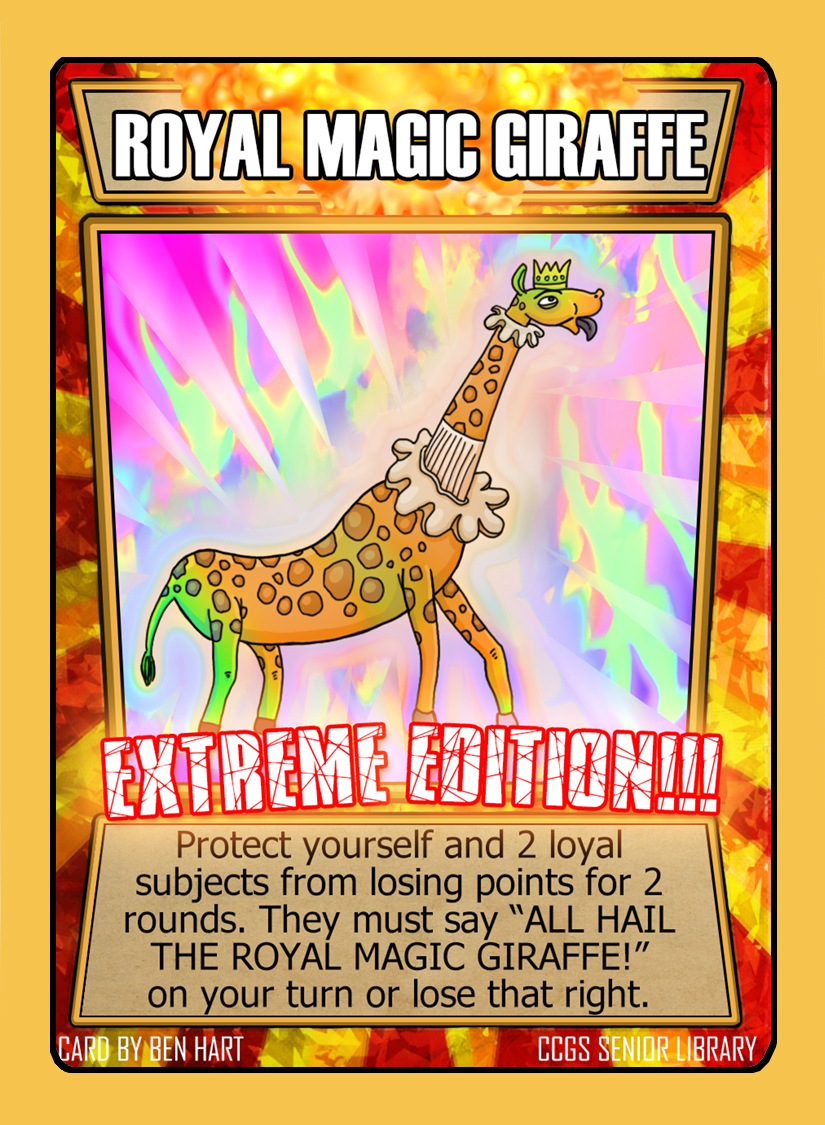 ROYAL MAGIC GIRAFFE
EXTREME EDITION!!!
Protect yourself and 2 loyal
subjects from losing points for 2
rounds. They must say “ALL HAIL
THE ROYAL MAGIC GIRAFFE!”
on your turn or lose that right.
CARD BY BEN HART
CCGS SENIOR LIBRARY